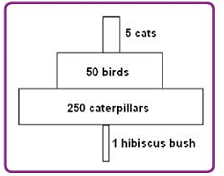 5 cats
50 birds
250 caterpillars
1 hibiscus bush